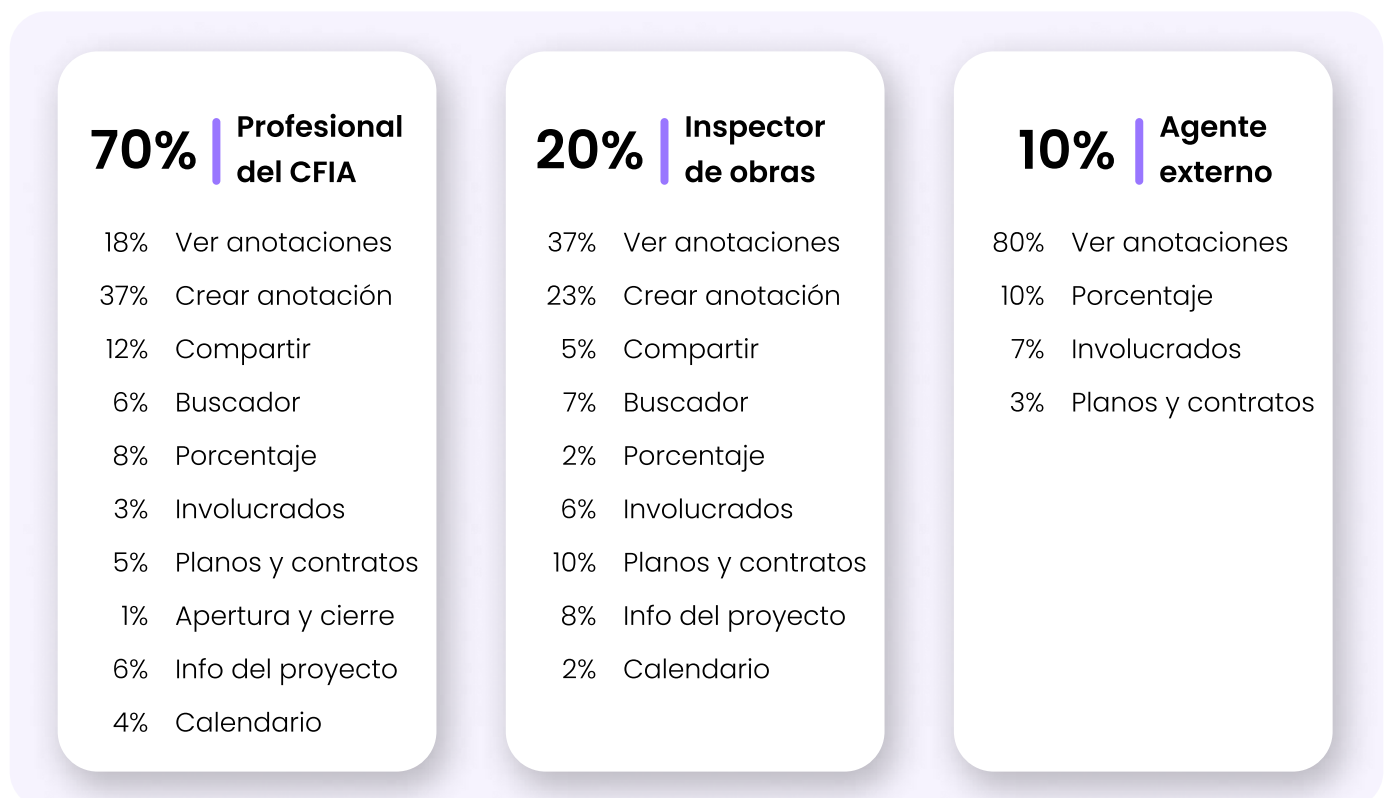 70%
Profesional
del CFIA
18% Ver anotaciones
37% Crear anotación
12% Compartir
6% Buscador
8% Porcentaje
3% Involucrados
5% Planos y contratos
1% Apertura y cierre
6% Info del proyecto
4% Calendario
20%
Inspector
de obras
37% Ver anotaciones
23% Crear anotación
5% Compartir
7% Buscador
2% Porcentaje
6% Involucrados
10% Planos y contratos
8% Info del proyecto
2% Calendario
10%
Agente
externo
80% Ver anotaciones
10% Porcentaje
7% Involucrados
3% Planos y contratos